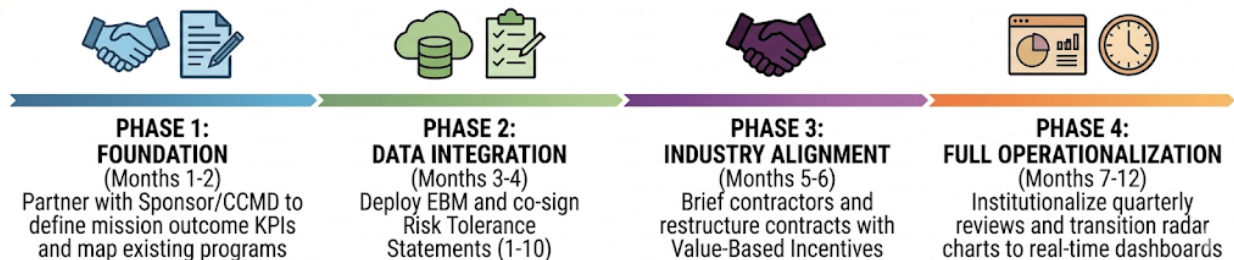 PHASE 1:
FOUNDATION
(Months 1-2)
Partner with Sponsor/CCMD to
define mission outcome KPIs
and map existing programs
PHASE 2:
DATA INTEGRATION
(Months 3-4)
Deploy EBM and co-sign
Risk Tolerance
Statements (1-10)
PHASE 3:
INDUSTRY ALIGNMENT
(Months 5-6)
Brief contractors and
restructure contracts with
Value-Based Incentives
PHASE 4:
FULL OPERATIONALIZATION
(Months 7-12)
Institutionalize quarterly
reviews and transition radar
charts to real-time dashboards